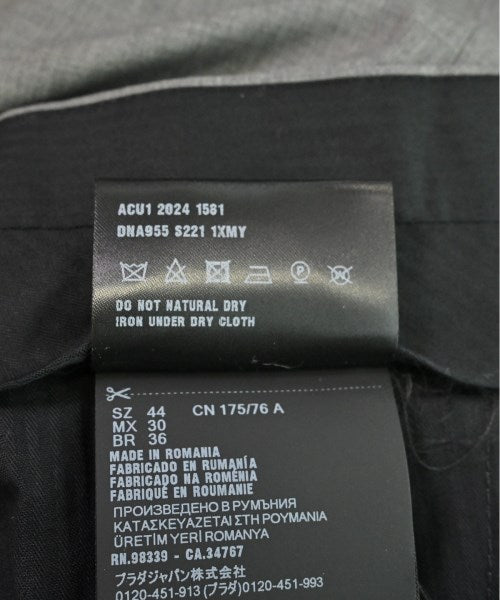 ACU1 2024 1581
DNA955 S221 1XMY
P W
DO NOT NATURAL DRY
IRON UNDER DRY CLOTH
SZ 44 CN 175/76 A
MX 30
BR 36
MADE IN ROMANIA
FABRICADO EN RUMANÍA
FABRICADO NA ROMÉNIA
FABRIQUÉ EN ROUMANIE
ПРОИЗВЕДЕНО В РУМЪНИЯ
ΚΑΤΑΣΚΕΥΑΖΕΤΑΙ ΣΤΗ ΡΟΥΜΑΝΙΑ
ÜRETİM YERİ ROMANYA
RN.98339 - CA.34767
プラダジャパン株式会社
0120-451-913 (プラダ)0120-451-993